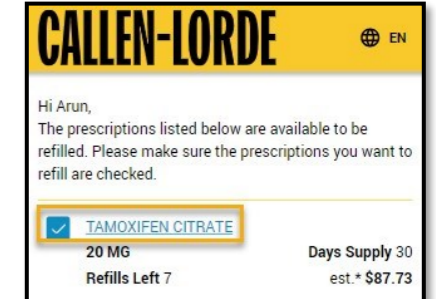 CALLEN-LORDE EN
Hi Arun,
The prescriptions listed below are available to be
refilled. Please make sure the prescriptions you want to
refill are checked.
TAMOXIFEN CITRATE
20 MG Days Supply 30
Refills Left 7 est.* $87.73